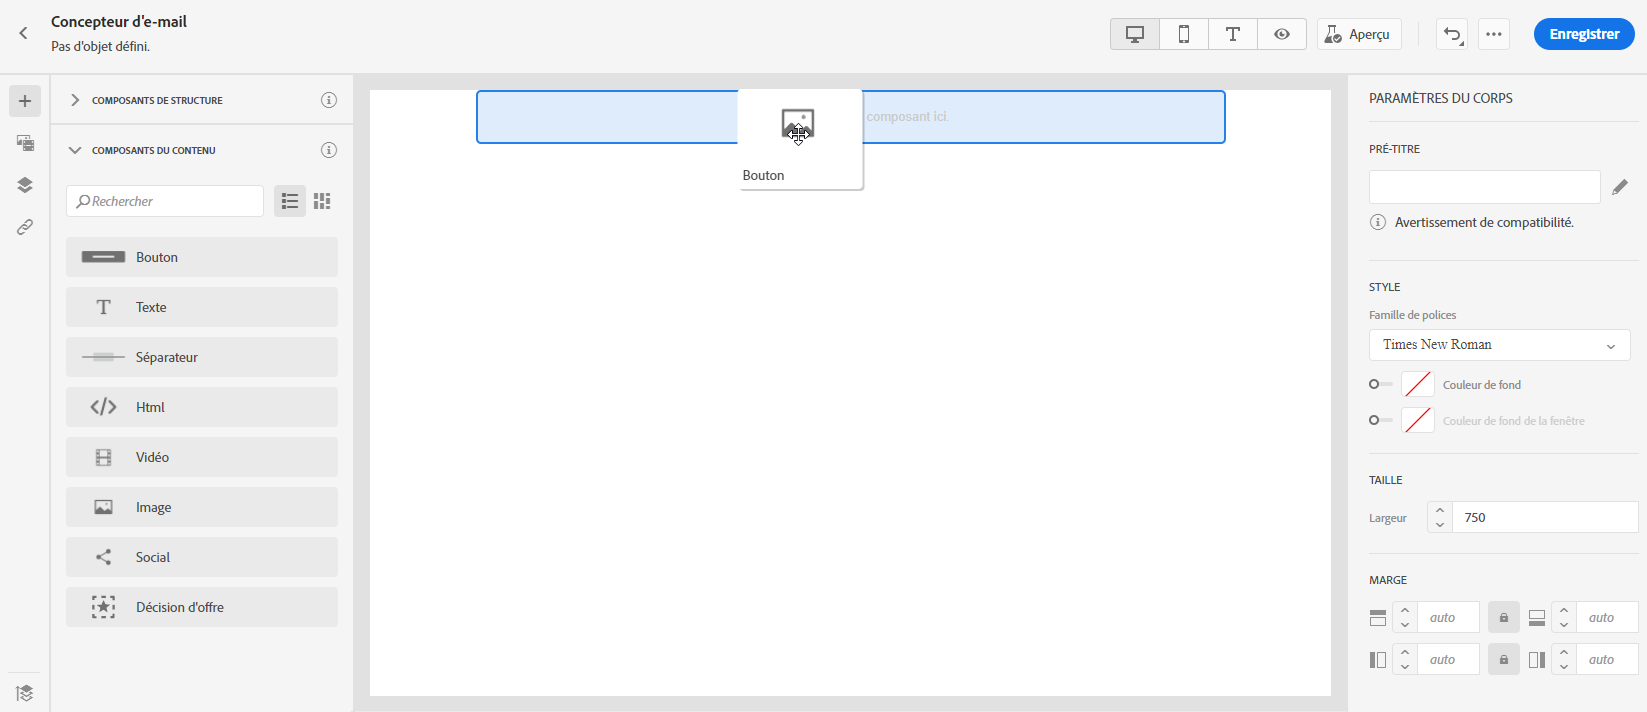 Concepteur d'e-mail
Pas d'objet défini.
Aperçu
Enregistrer
COMPOSANTS DE STRUCTURE
COMPOSANTS DU CONTENU
Rechercher
Bouton
Texte
Séparateur
Html
Vidéo
Image
Social
Décision d'offre
composant ici.
Bouton
PARAMÈTRES DU CORPS
PRÉ-TITRE
Avertissement de compatibilité.
STYLE
Famille de polices
Times New Roman
Couleur de fond
Couleur de fond de la fenêtre
TAILLE
Largeur 750
MARGE
auto auto
auto auto